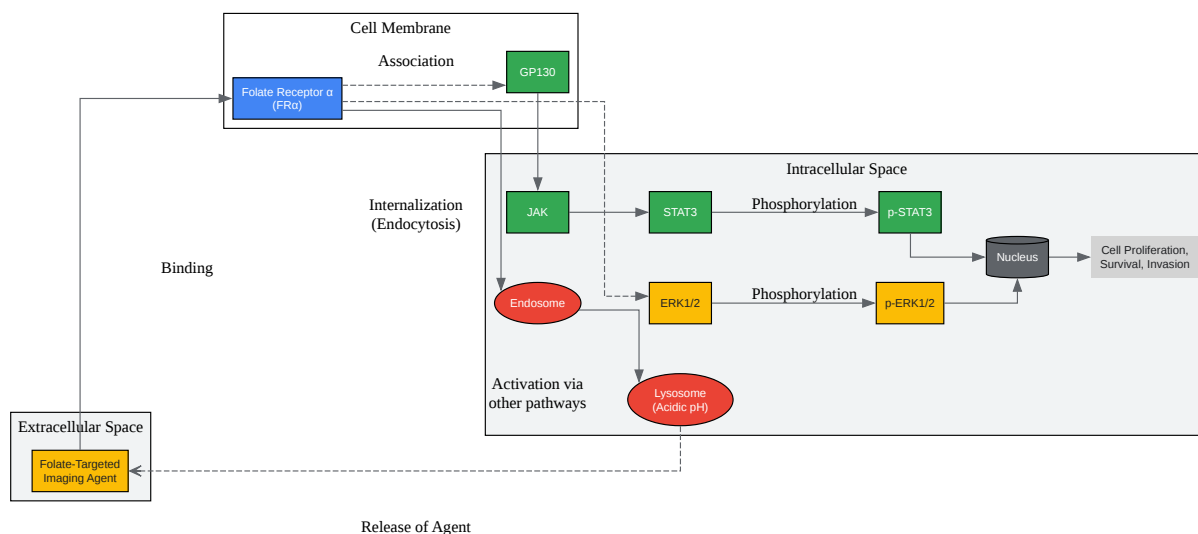 Cell Membrane
Association
GP130
Folate Receptor α
(FRα)
Intracellular Space
Internalization
(Endocytosis)
JAK
STAT3
Phosphorylation
p-STAT3
Nucleus
Cell Proliferation,
Survival, Invasion
Binding
Endosome
ERK1/2
Phosphorylation
p-ERK1/2
Activation via
other pathways
Lysosome
(Acidic pH)
Extracellular Space
Folate-Targeted
Imaging Agent
Release of Agent